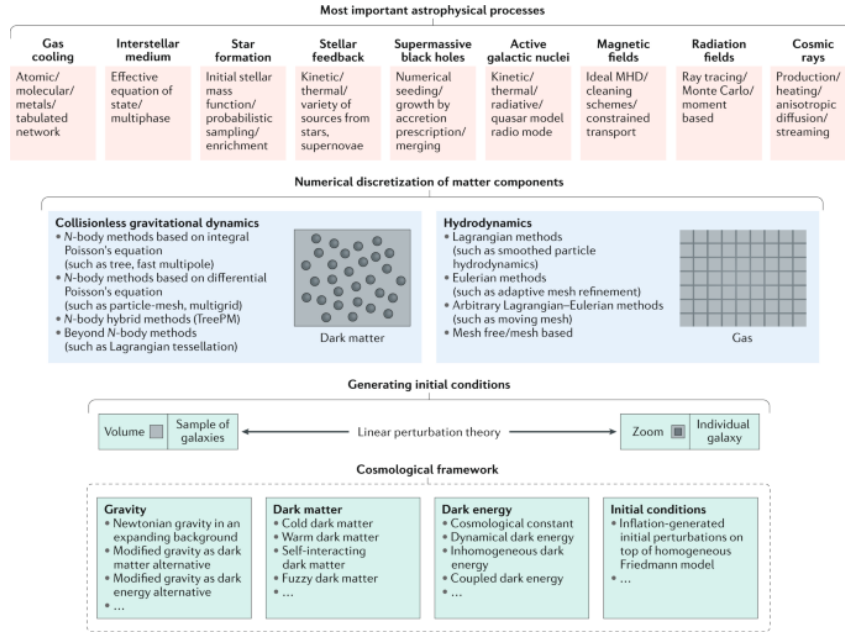 Most important astrophysical processes
Gas
cooling
Atomic/
molecular/
metals/
tabulated
network
Interstellar
medium
Effective
equation of
state/
multiphase
Star
formation
Initial stellar
mass
function/
probabilistic
sampling/
enrichment
Stellar
feedback
Kinetic/
thermal/
variety of
sources from
stars,
supernovae
Supermassive
black holes
Numerical
seeding/
growth by
accretion
prescription/
merging
Active
galactic nuclei
Kinetic/
thermal/
radiative/
quasar model
radio mode
Magnetic
fields
Ideal MHD/
cleaning
schemes/
constrained
transport
Radiation
fields
Ray tracing/
Monte Carlo/
moment
based
Cosmic
rays
Production/
heating/
anisotropic
diffusion/
streaming
Numerical discretization of matter components
Collisionless gravitational dynamics
• N-body methods based on integral
Poisson's equation
(such as tree, fast multipole)
• N-body methods based on differential
Poisson's equation
(such as particle-mesh, multigrid)
• N-body hybrid methods (TreePM)
• Beyond N-body methods
(such as Lagrangian tessellation)
Dark matter
Hydrodynamics
• Lagrangian methods
(such as smoothed particle
hydrodynamics)
• Eulerian methods
(such as adaptive mesh refinement)
• Arbitrary Lagrangian–Eulerian methods
(such as moving mesh)
• Mesh free/mesh based
Gas
Generating initial conditions
Volume
Sample of
galaxies
Linear perturbation theory
Zoom
Individual
galaxy
Cosmological framework
Gravity
• Newtonian gravity in an
expanding background
• Modified gravity as dark
matter alternative
• Modified gravity as dark
energy alternative
• ...
Dark matter
• Cold dark matter
• Warm dark matter
• Self-interacting
dark matter
• Fuzzy dark matter
• ...
Dark energy
• Cosmological constant
• Dynamical dark energy
• Inhomogeneous dark
energy
• Coupled dark energy
• ...
Initial conditions
• Inflation-generated
initial perturbations on
top of homogeneous
Friedmann model
• ...